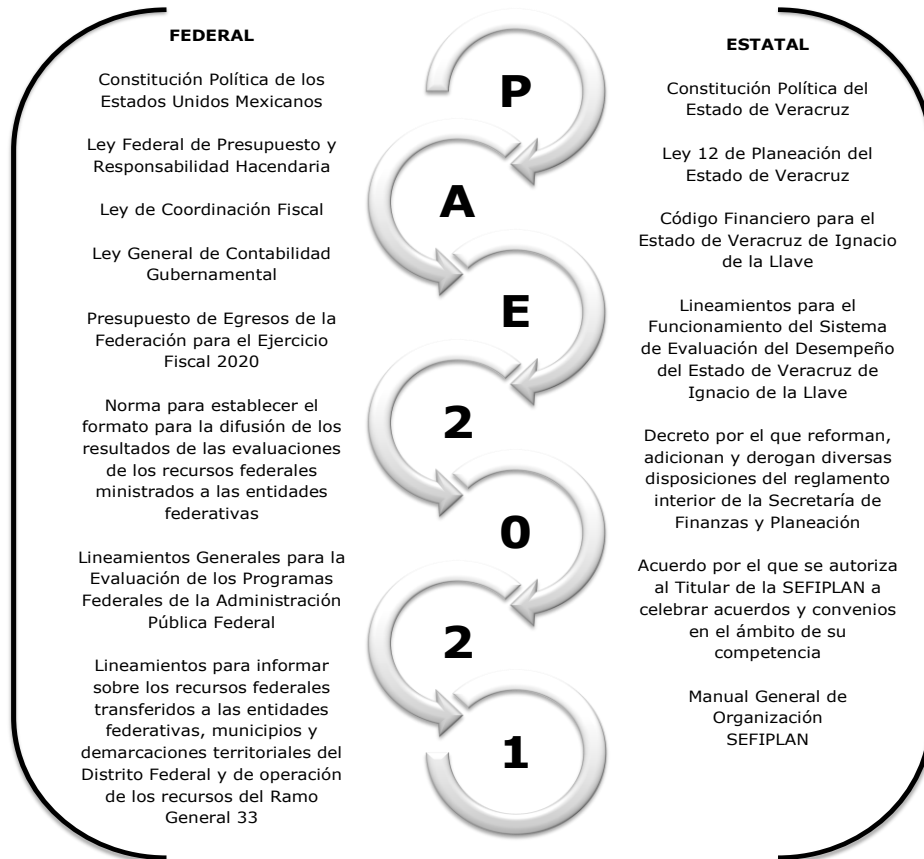 FEDERAL
Constitución Política de los
Estados Unidos Mexicanos
Ley Federal de Presupuesto y
Responsabilidad Hacendaria
Ley de Coordinación Fiscal
Ley General de Contabilidad
Gubernamental
Presupuesto de Egresos de la
Federación para el Ejercicio
Fiscal 2020
Norma para establecer el
formato para la difusión de los
resultados de las evaluaciones
de los recursos federales
ministrados a las entidades
federativas
Lineamientos Generales para la
Evaluación de los Programas
Federales de la Administración
Pública Federal
Lineamientos para informar
sobre los recursos federales
transferidos a las entidades
federativas, municipios y
demarcaciones territoriales del
Distrito Federal y de operación
de los recursos del Ramo
General 33
P
A
E
2
0
2
1
ESTATAL
Constitución Política del
Estado de Veracruz
Ley 12 de Planeación del
Estado de Veracruz
Código Financiero para el
Estado de Veracruz de Ignacio
de la Llave
Lineamientos para el
Funcionamiento del Sistema
de Evaluación del Desempeño
del Estado de Veracruz de
Ignacio de la Llave
Decreto por el que reforman,
adicionan y derogan diversas
disposiciones del reglamento
interior de la Secretaría de
Finanzas y Planeación
Acuerdo por el que se autoriza
al Titular de la SEFIPLAN a
celebrar acuerdos y convenios
en el ámbito de su
competencia
Manual General de
Organización
SEFIPLAN